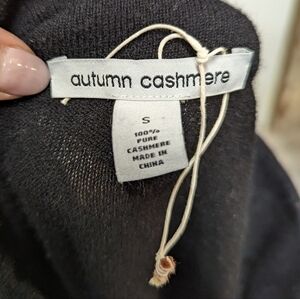 autumn cashmere
S
100%
PURE
CASHMERE
MADE IN
CHINA